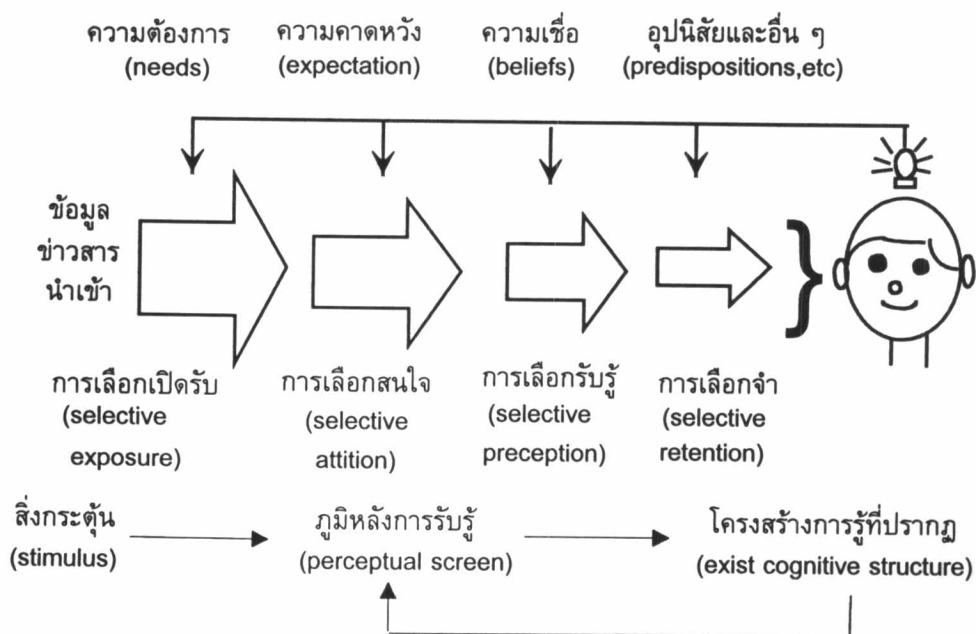 ความต้องการ ความคาดหวัง ความเชื่อ อุปนิสัยและอื่น ๆ
(needs) (expectation) (beliefs) (predispositions,etc)
ข้อมูล
ข่าวสาร
นำเข้า
การเลือกเปิดรับ การเลือกสนใจ การเลือกรับรู้ การเลือกจำ
(selective (selective (selective (selective
exposure) attition) preception) retention)
สิ่งกระตุ้น ภูมิหลังการรับรู้ โครงสร้างการรู้ที่ปรากฏ
(stimulus) (perceptual screen) (exist cognitive structure)